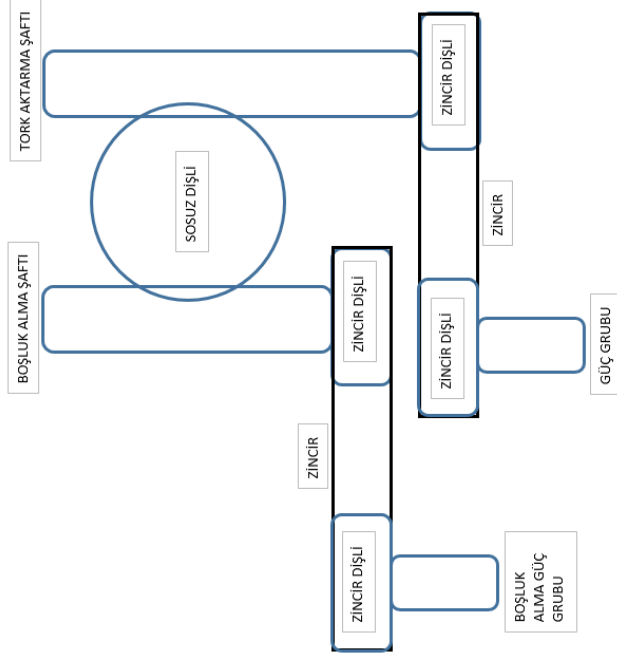 TORK AKTARMA ŞAFTI
ZİNCİR DİŞLİ
SOSUZ DİŞLİ
ZİNCİR
BOŞLUK ALMA ŞAFTI
ZİNCİR DİŞLİ
ZİNCİR DİŞLİ
GÜÇ GRUBU
ZİNCİR
ZİNCİR DİŞLİ
BOŞLUK
ALMA GÜÇ
GRUBU